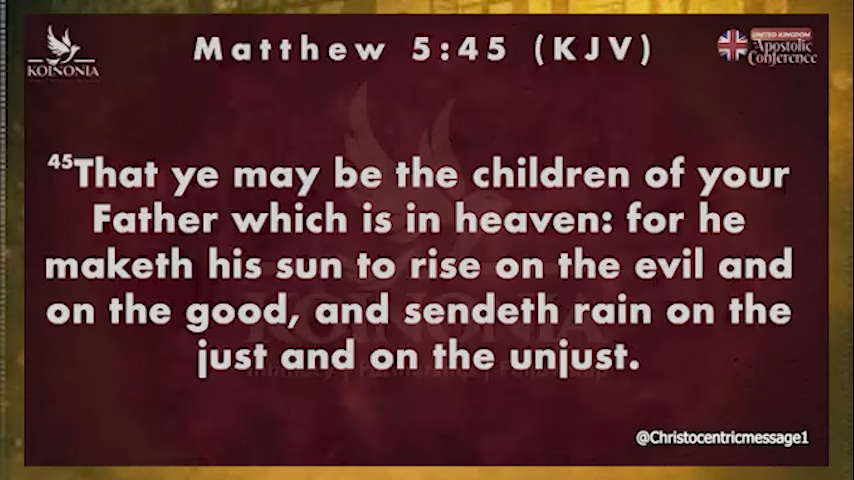 Matthew 5:45 (KJV)
KOINONIA
UNITED KINGDOM
Apostolic
Conference
45That ye may be the children of your
Father which is in heaven: for he
maketh his sun to rise on the evil and
on the good, and sendeth rain on the
just and on the unjust.
KOINONIA
@Christocentricmessage1